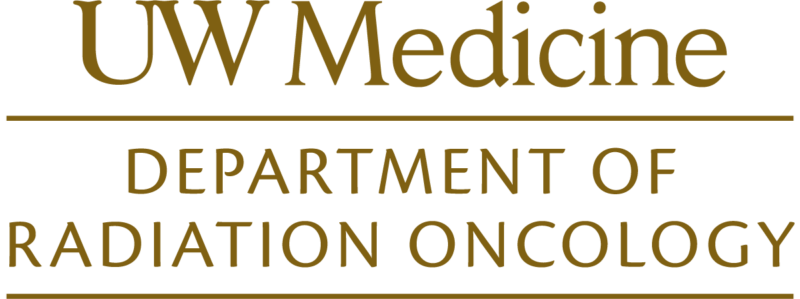 UW Medicine
DEPARTMENT OF
RADIATION ONCOLOGY